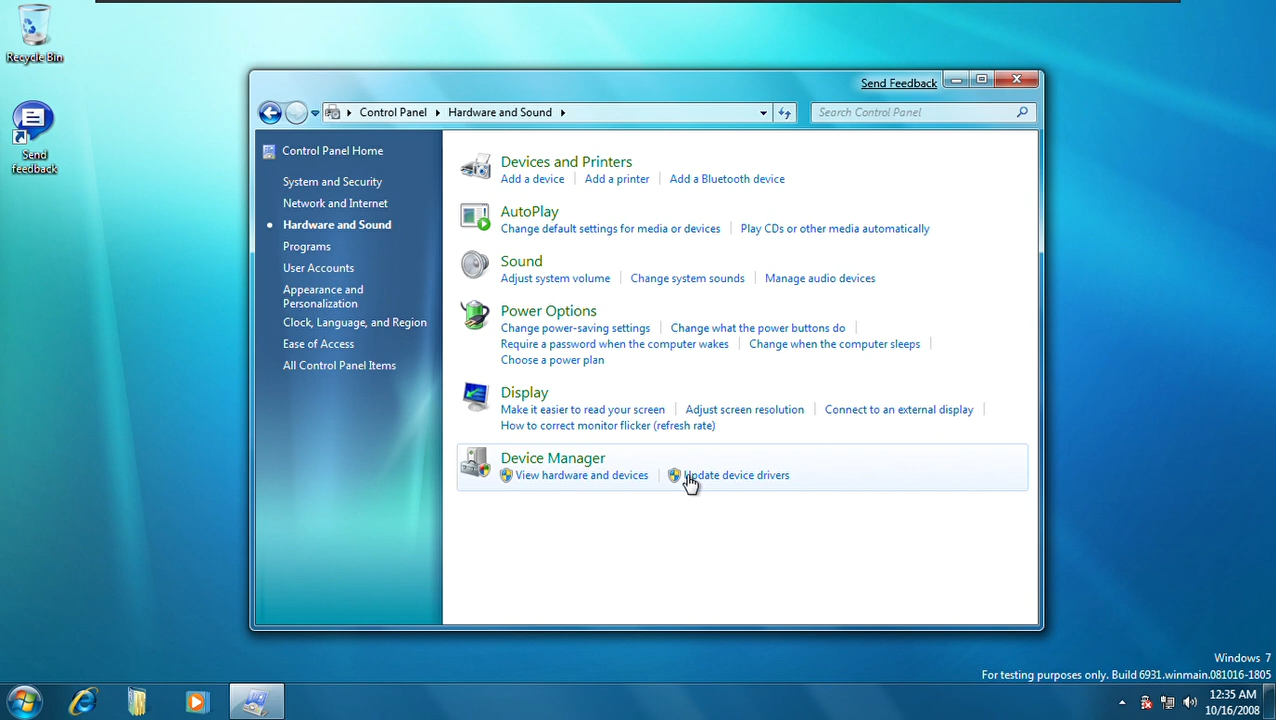 Recycle Bin
Send
feedback
Send Feedback
Control Panel
Hardware and Sound
Search Control Panel
Control Panel Home
System and Security
Network and Internet
Hardware and Sound
Programs
User Accounts
Appearance and
Personalization
Clock, Language, and Region
Ease of Access
All Control Panel Items
Devices and Printers
Add a device
Add a printer
Add a Bluetooth device
AutoPlay
Change default settings for media or devices
Play CDs or other media automatically
Sound
Adjust system volume
Change system sounds
Manage audio devices
Power Options
Change power-saving settings
Change what the power buttons do
Require a password when the computer wakes
Change when the computer sleeps
Choose a power plan
Display
Make it easier to read your screen
Adjust screen resolution
Connect to an external display
How to correct monitor flicker (refresh rate)
Device Manager
View hardware and devices
Update device drivers
Windows 7
For testing purposes only. Build 6931.winmain.081016-1805
12:35 AM
10/16/2008